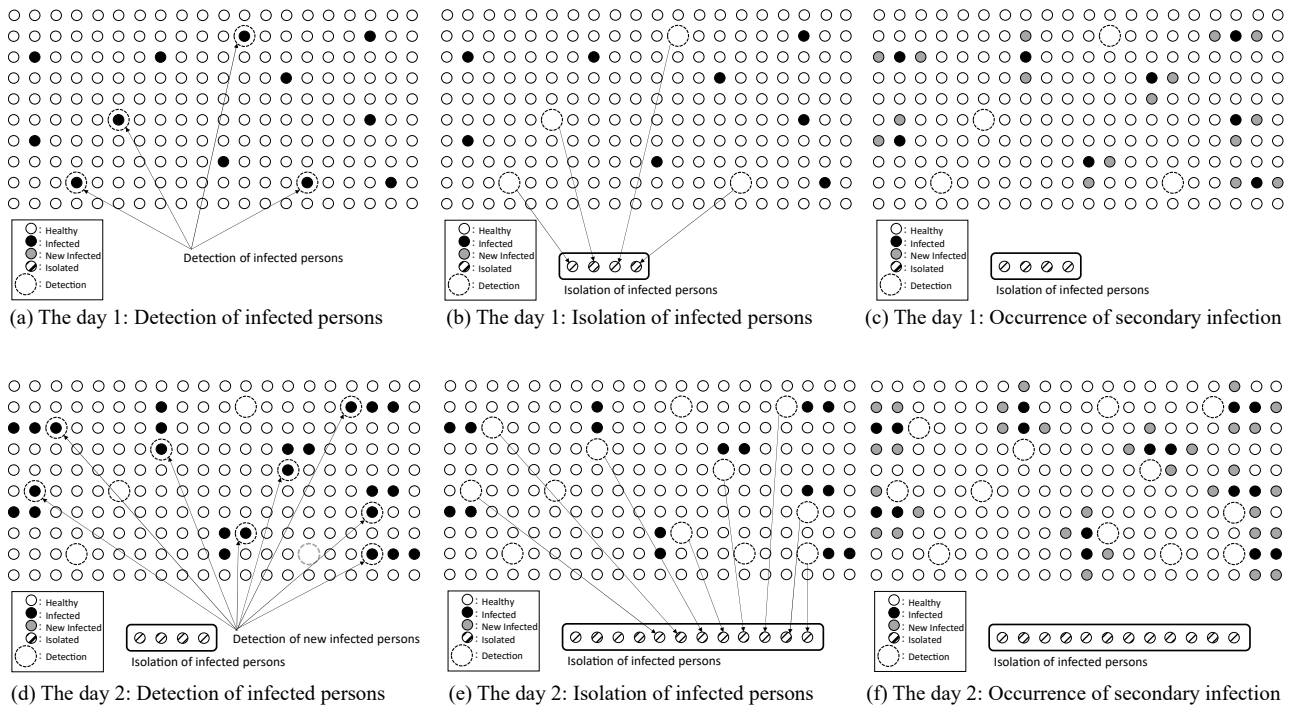 Detection of infected persons
: Healthy
: Infected
: New Infected
: Isolated
: Detection
(a) The day 1: Detection of infected persons
: Healthy
: Infected
: New Infected
: Isolated
: Detection
Isolation of infected persons
(b) The day 1: Isolation of infected persons
: Healthy
: Infected
: New Infected
: Isolated
: Detection
Isolation of infected persons
(c) The day 1: Occurrence of secondary infection
: Healthy
: Infected
: New Infected
: Isolated
: Detection
Detection of new infected persons
Isolation of infected persons
(d) The day 2: Detection of infected persons
: Healthy
: Infected
: New Infected
: Isolated
: Detection
Isolation of infected persons
(e) The day 2: Isolation of infected persons
: Healthy
: Infected
: New Infected
: Isolated
: Detection
Isolation of infected persons
(f) The day 2: Occurrence of secondary infection